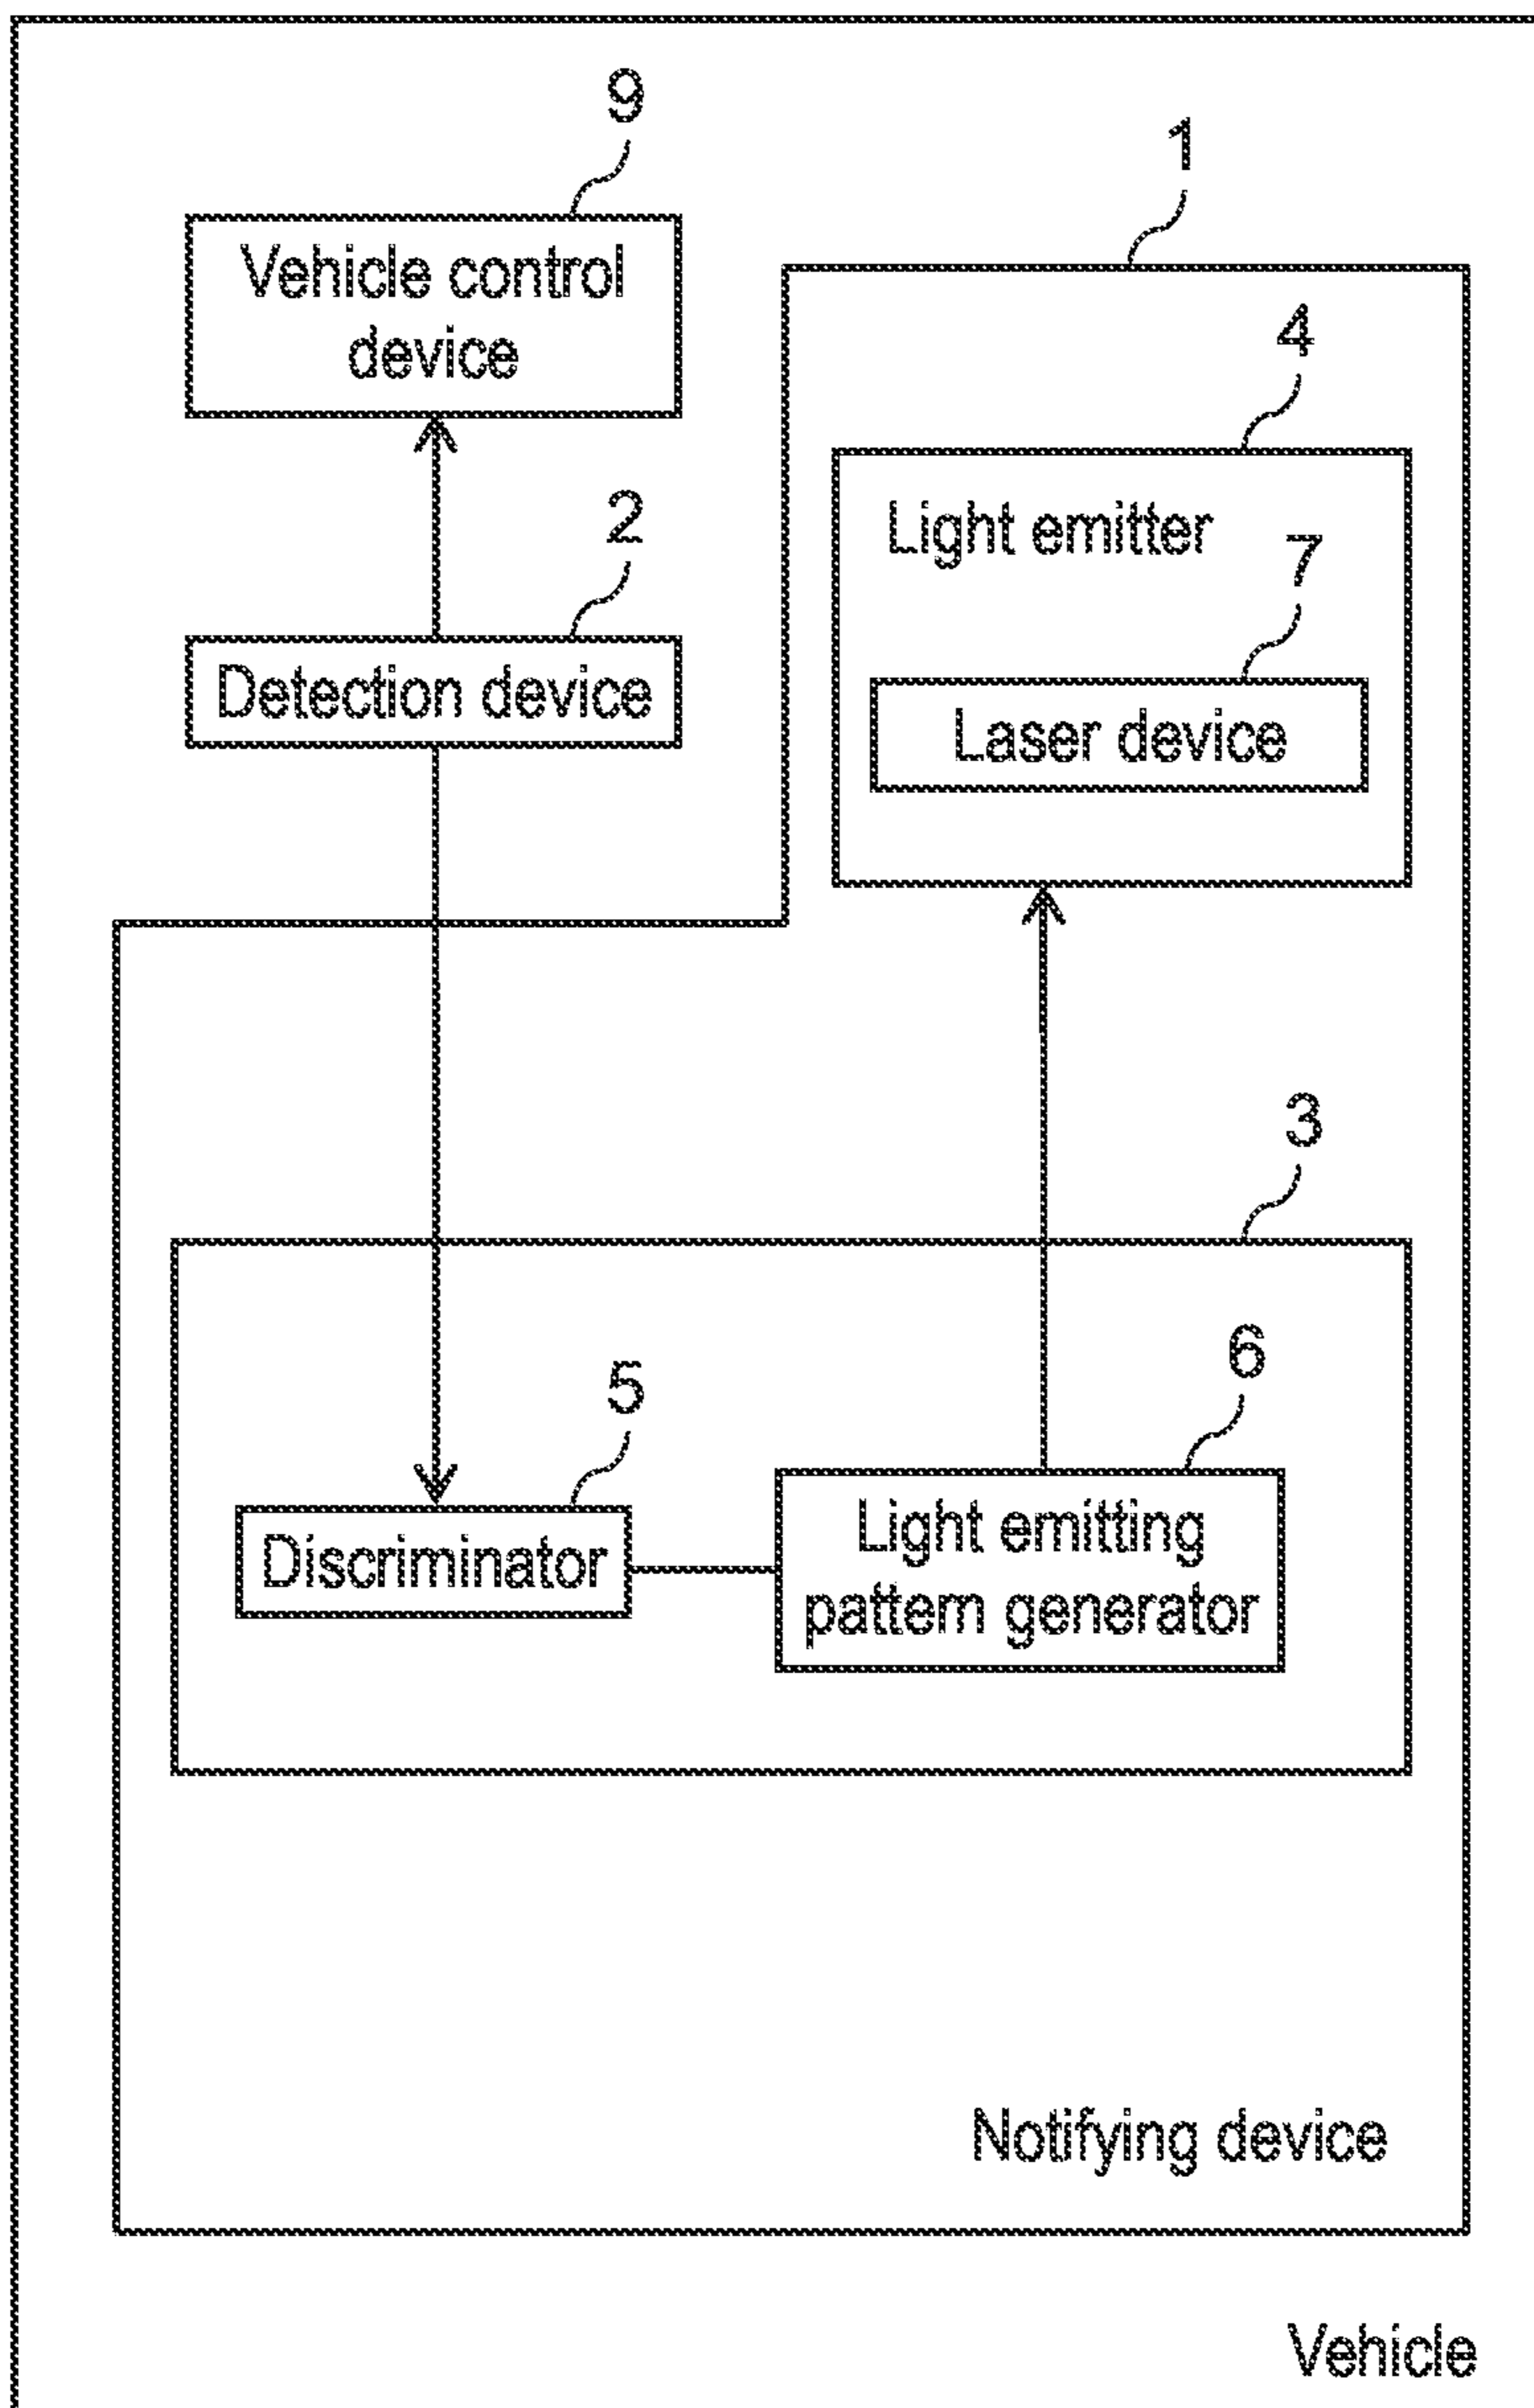 9
Vehicle control
device
1
4
Light emitter
2
Detection device
7
Laser device
3
5
Discriminator
6
Light emitting
pattern generator
Notifying device
Vehicle